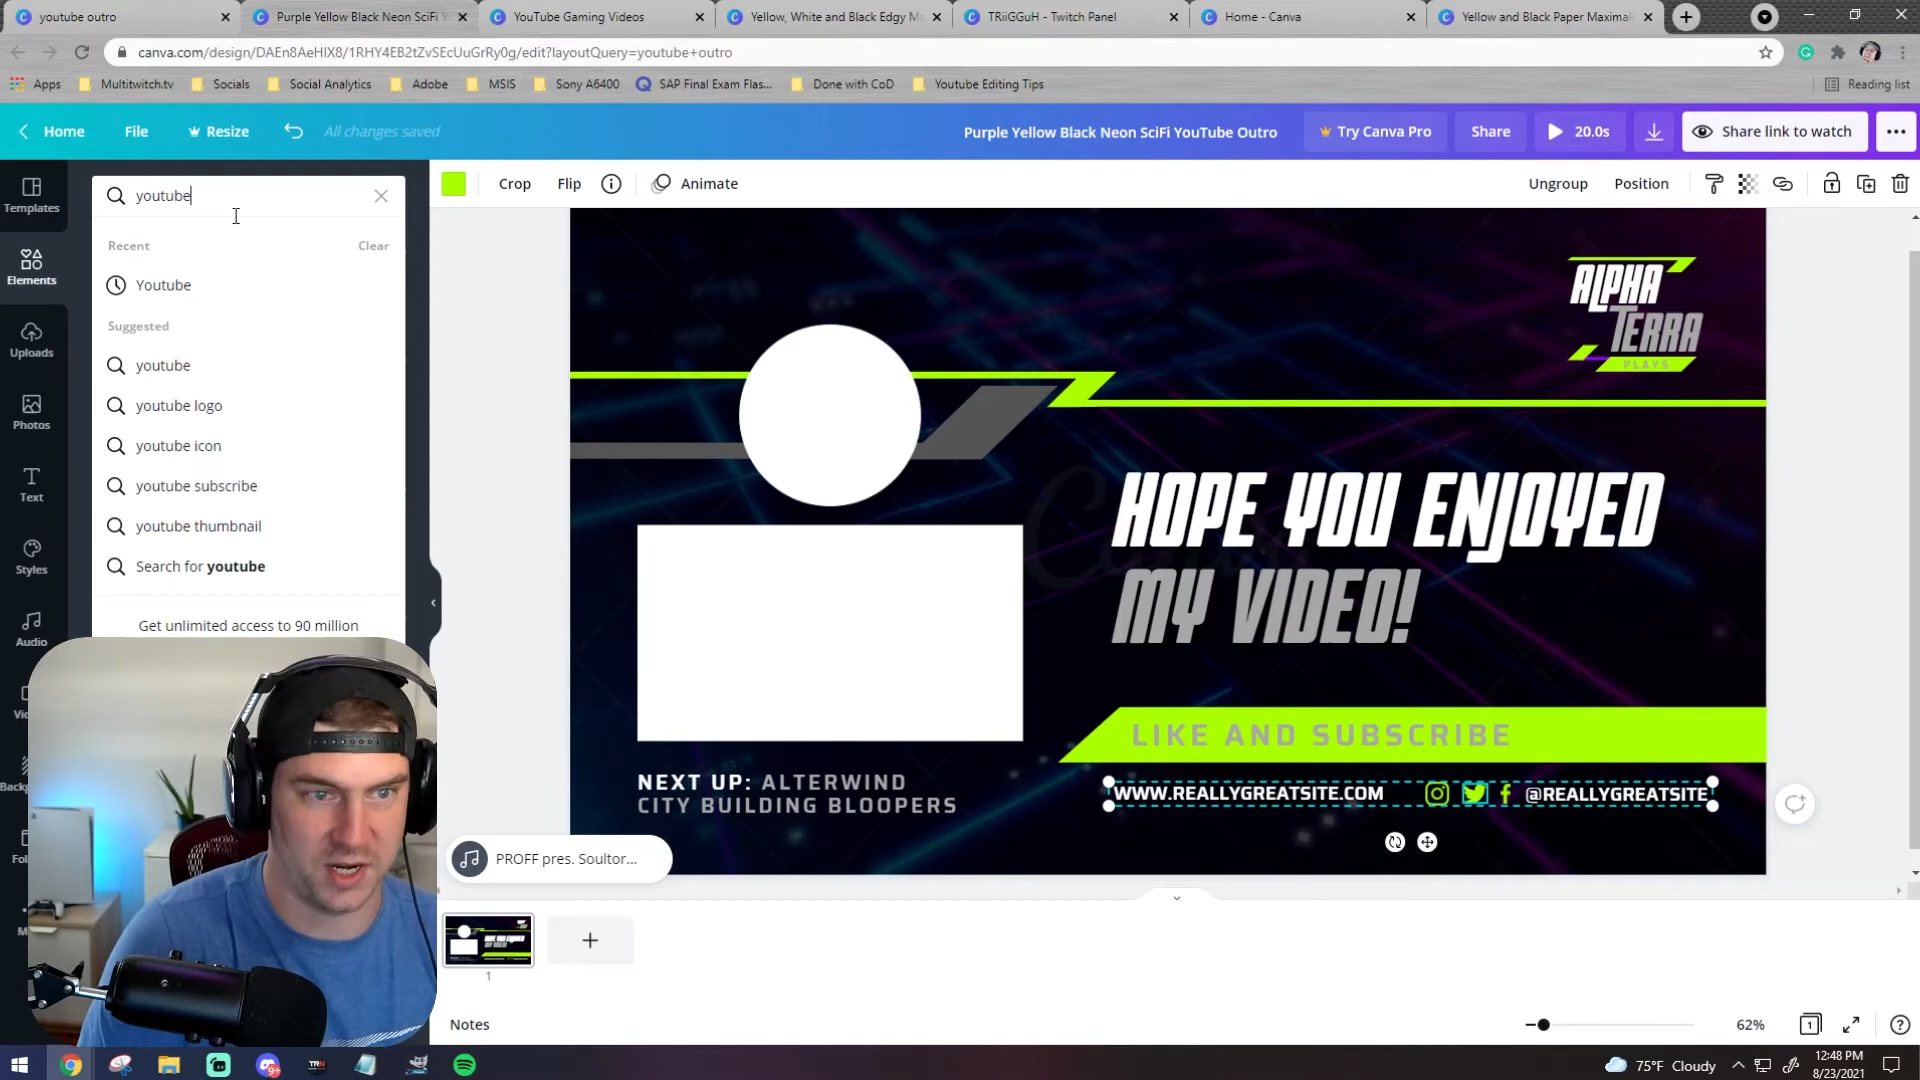 youtube outro
Purple Yellow Black Neon SciFi Y
YouTube Gaming Videos
Yellow, White and Black Edgy M
TRiiGGuH - Twitch Panel
Home - Canva
Yellow and Black Paper Maximal
canva.com/design/DAEn8AeHIX8/1RHY4EB2tZvSEcUuGrRy0g/edit?layoutQuery=youtube+outro
Apps
Multitwitch.tv
Socials
Social Analytics
Adobe
MSIS
Sony A6400
SAP Final Exam Flas...
Done with CoD
Youtube Editing Tips
Reading list
Home
File
Resize
All changes saved
Purple Yellow Black Neon SciFi YouTube Outro
Try Canva Pro
Share
20.0s
Share link to watch
Templates
Elements
Uploads
Photos
Text
Styles
Audio
youtube
Recent
Clear
Youtube
Suggested
youtube
youtube logo
youtube icon
youtube subscribe
youtube thumbnail
Search for youtube
Get unlimited access to 90 million
Crop
Flip
Animate
Ungroup
Position
ALPHA
TERRA
PLAYS
HOPE YOU ENJOYED
MY VIDEO!
LIKE AND SUBSCRIBE
NEXT UP: ALTERWIND
CITY BUILDING BLOOPERS
WWW.REALLYGREATSITE.COM
@REALLYGREATSITE
PROFF pres. Soultor...
1
Notes
62%
1
9+
TRN
75°F Cloudy
12:48 PM
8/23/2021